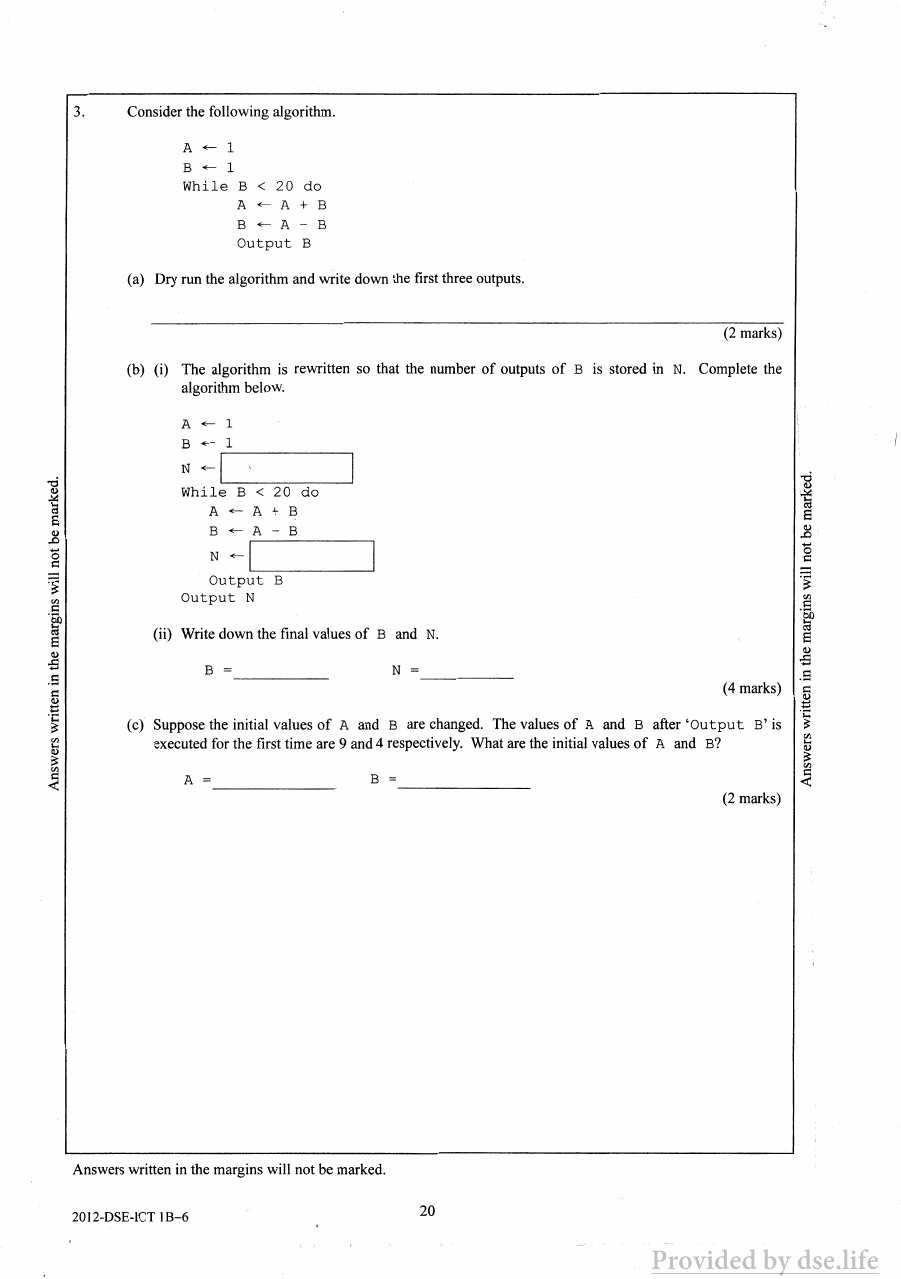 3. Consider the following algorithm.
A ← 1
B ← 1
While B < 20 do
A ← A + B
B ← A - B
Output B
(a) Dry run the algorithm and write down the first three outputs.
(2 marks)
(b) (i) The algorithm is rewritten so that the number of outputs of B is stored in N. Complete the
algorithm below.
A ← 1
B ← 1
N ←
While B < 20 do
A ← A + B
B ← A - B
N ←
Output B
Output N
(ii) Write down the final values of B and N.
B = ____________ N = ____________
(4 marks)
(c) Suppose the initial values of A and B are changed. The values of A and B after ‘Output B’ is
executed for the first time are 9 and 4 respectively. What are the initial values of A and B?
A = ________________ B = ________________
(2 marks)
Answers written in the margins will not be marked.
Answers written in the margins will not be marked.
Answers written in the margins will not be marked.
2012-DSE-ICT 1B–6
20
Provided by dse.life